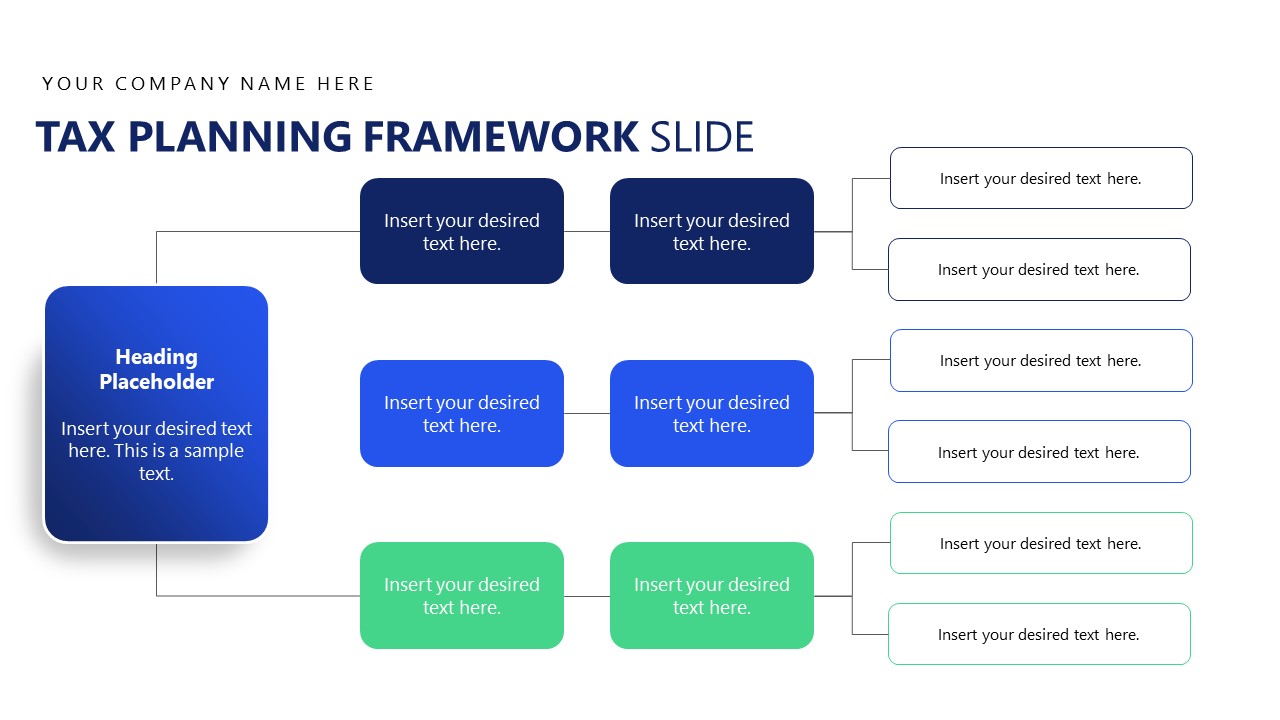 YOUR COMPANY NAME HERE
TAX PLANNING FRAMEWORK SLIDE
Heading
Placeholder
Insert your desired text
here. This is a sample
text.
Insert your desired
text here.
Insert your desired
text here.
Insert your desired text here.
Insert your desired text here.
Insert your desired
text here.
Insert your desired
text here.
Insert your desired text here.
Insert your desired text here.
Insert your desired
text here.
Insert your desired
text here.
Insert your desired text here.
Insert your desired text here.